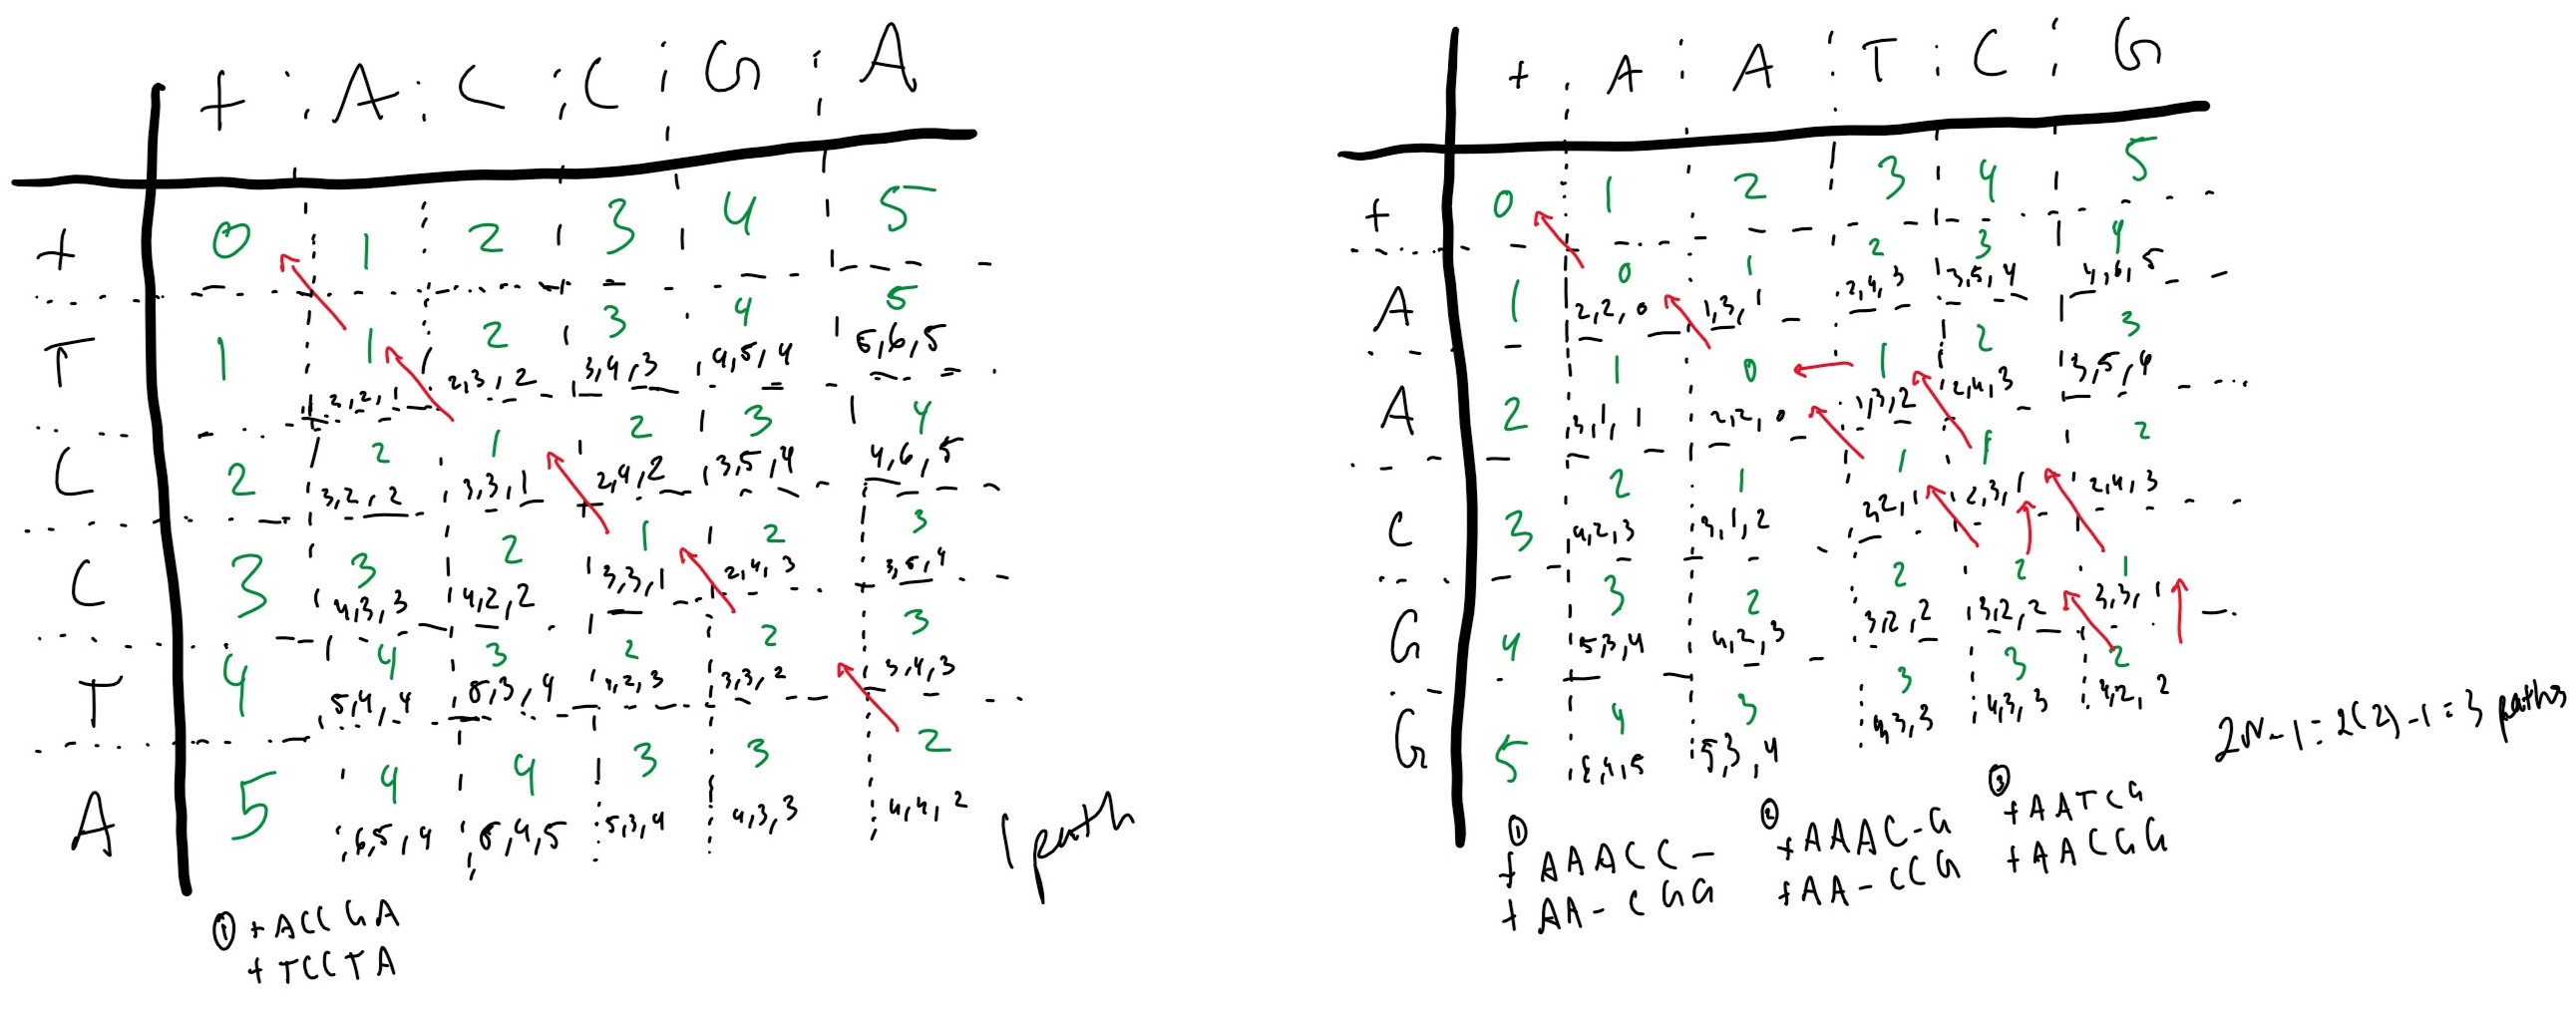 + A C C G A
+ 0 1 2 3 4 5
1 2 3 4 5
T 1 2,2,1 2,3,2 3,4,3 4,5,4 5,6,5
2 1 2 3 4
C 2 3,2,2 3,3,1 2,4,2 3,5,4 4,6,5
3 2 1 2 3
C 3 4,3,3 4,2,2 3,3,1 2,4,3 3,5,4
4 3 2 2 3
T 4 5,4,4 5,3,4 4,2,3 3,3,2 3,4,3
4 4 3 3 2
A 5 6,5,4 5,4,5 5,3,4 4,3,3 4,4,2
1 path
① + ACCGA
+ TCCTA
+ A A T C G
+ 0 1 2 3 4 5
0 1 2 3 4
A 1 2,2,0 1,3,1 2,4,3 3,5,4 4,6,5
1 0 1 2 3
A 2 3,1,1 2,2,0 1,3,2 2,4,3 3,5,4
2 1 1 1 2
C 3 4,2,3 3,1,2 2,2,1 2,3,1 2,4,3
3 2 2 2 1
G 4 5,3,4 4,2,3 3,2,2 3,2,2 3,3,1
4 3 3 3 2
G 5 5,3,4 4,3,3 4,3,3 4,2,2
2N-1 = 2(2)-1 = 3 paths
①
+ AAACC-
+ AA-CGG
②
+AAAC-G
+AA-CCG
③
+AATCG
+AACGG